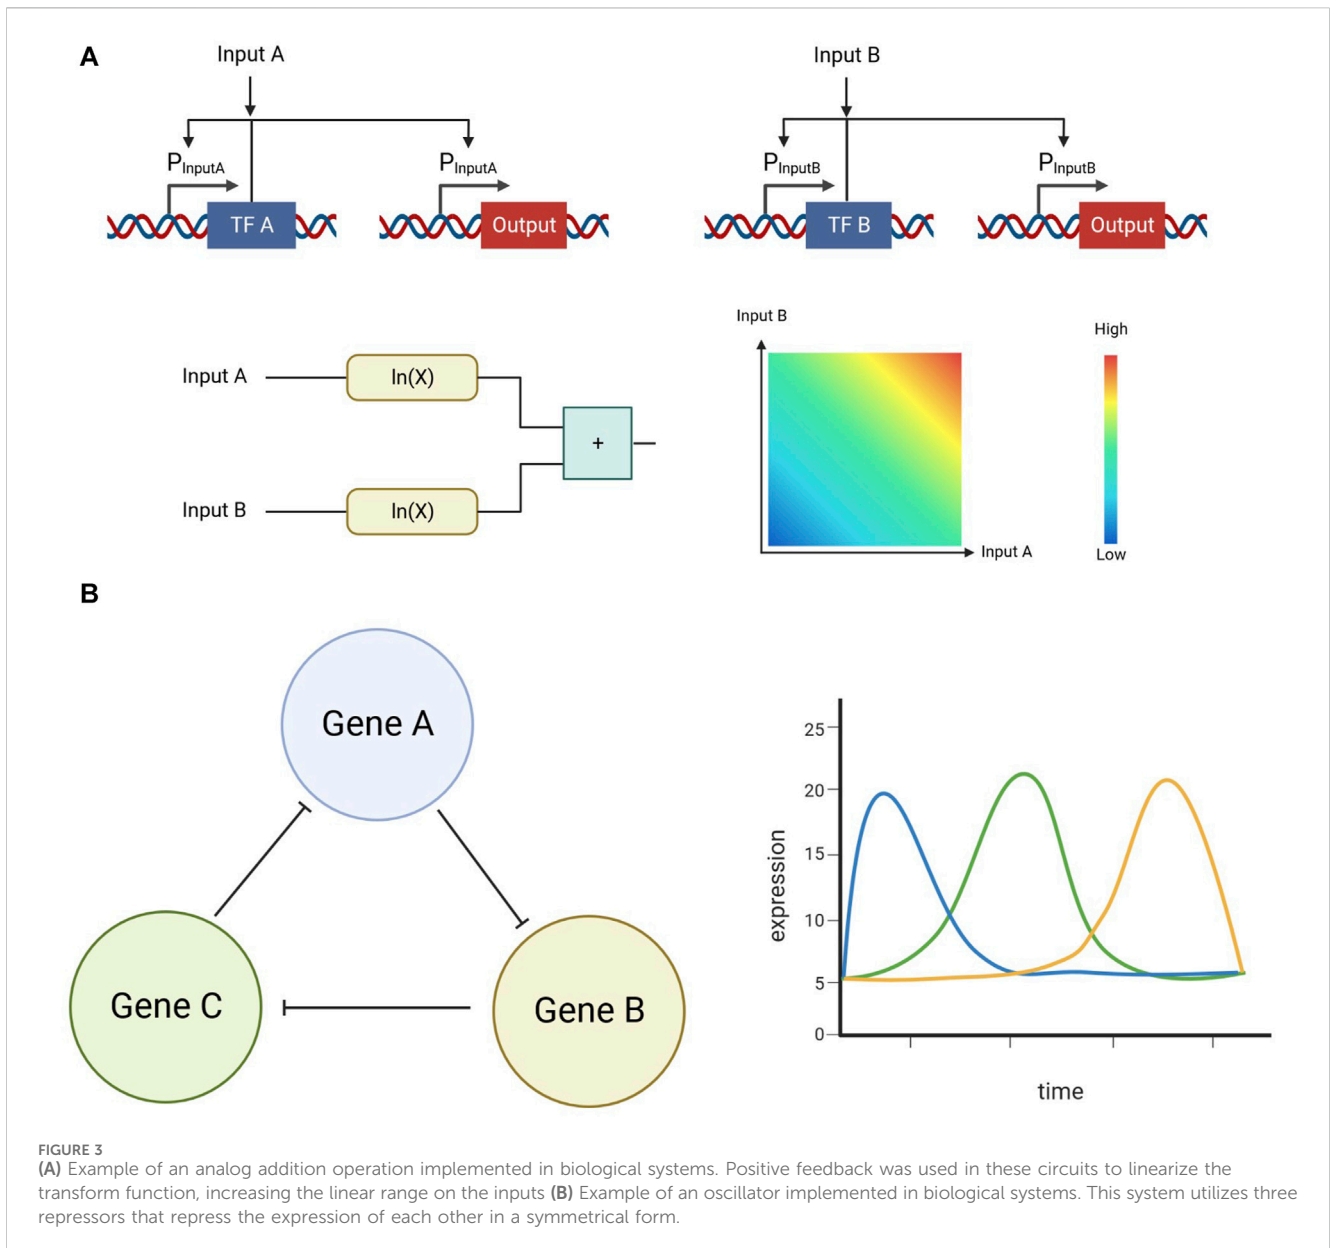 A
Input A
Input B
PInputA
PInputA
PInputB
PInputB
TF A
Output
TF B
Output
Input B
High
Input A
ln(X)
+
Input B
ln(X)
Input A
Low
B
Gene A
Gene C
Gene B
25
20
15
10
5
0
expression
time
FIGURE 3
(A) Example of an analog addition operation implemented in biological systems. Positive feedback was used in these circuits to linearize the
transform function, increasing the linear range on the inputs (B) Example of an oscillator implemented in biological systems. This system utilizes three
repressors that repress the expression of each other in a symmetrical form.